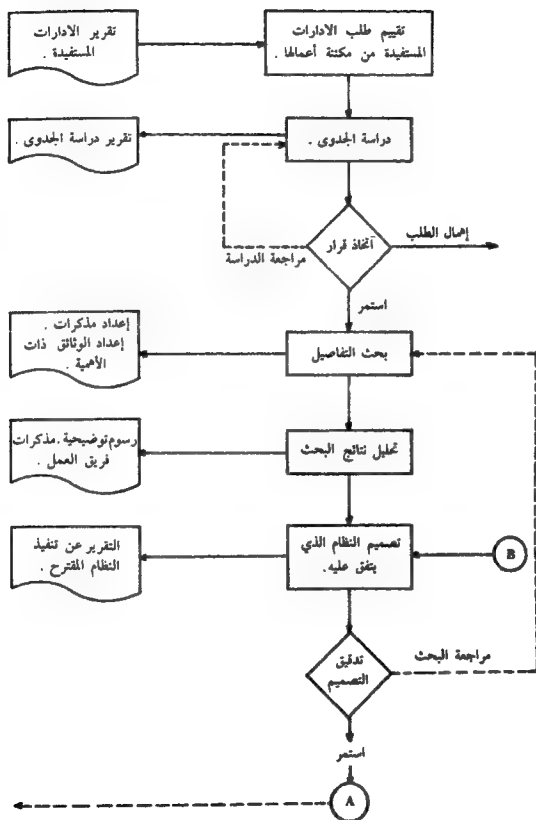 تقرير الادارات
المستفيدة .
تقييم طلب الادارات
المستفيدة من مكننة أعمالها .
تقرير دراسة الجدوى .
دراسة الجدوى .
اتخاذ قرار
إهمال الطلب
مراجعة الدراسة
استمر
إعداد مذكرات .
إعداد الوثائق ذات
الأهمية .
بحث التفاصيل
رسوم توضيحية . مذكرات
فريق العمل .
تحليل نتائج البحث
التقرير عن تنفيذ
النظام المقترح .
تصميم النظام الذي
يتفق عليه .
B
تدقيق
التصميم
مراجعة البحث
استمر
A